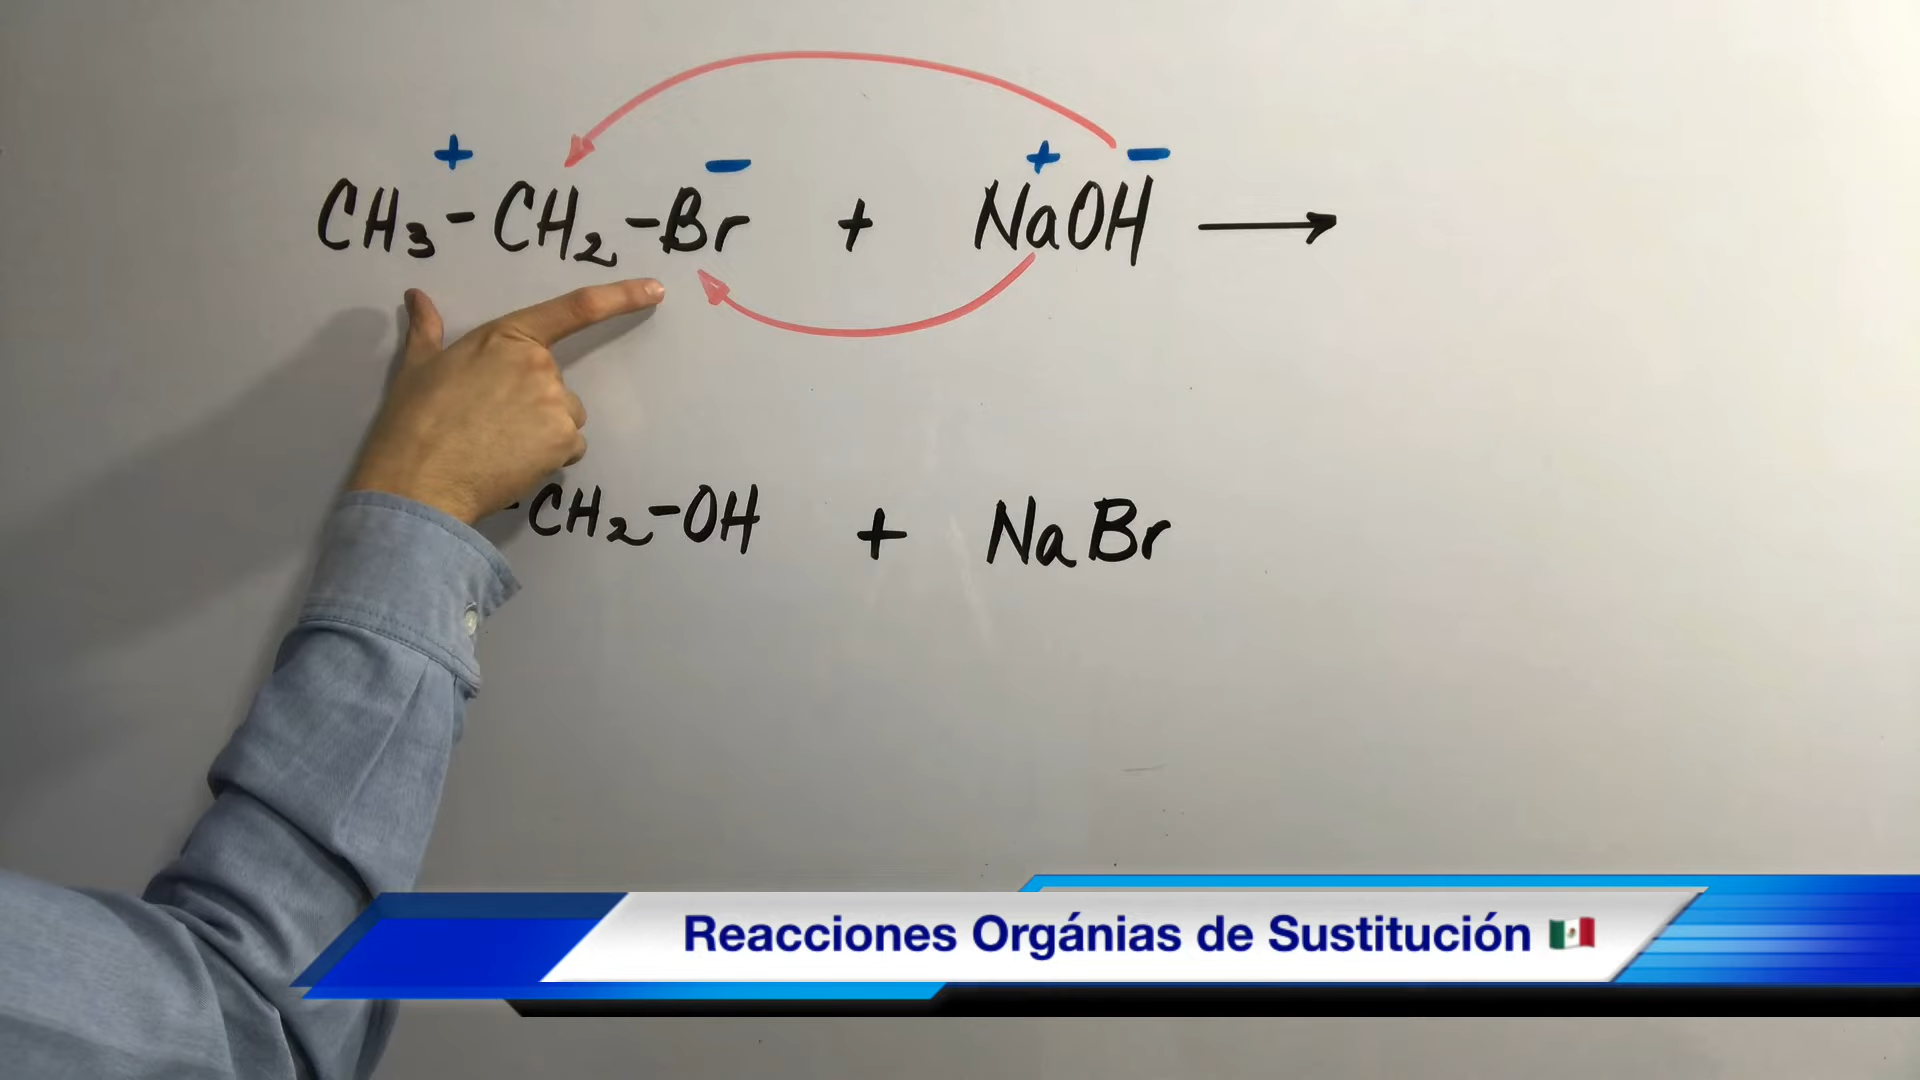 + - + -
CH3-CH2-Br + NaOH →
-CH2-OH + NaBr
Reacciones Orgánias de Sustitución 🇲🇽